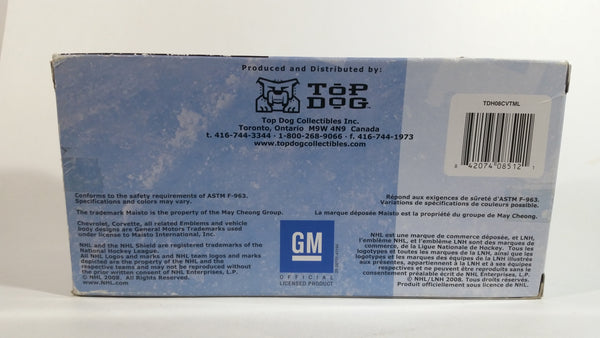 Produced and Distributed by:
TOP DOG
Top Dog Collectibles Inc.
Toronto, Ontario M9W 4N9 Canada
t. 416-744-3344 · 1-800-268-9066 · f. 416-744-1973
www.topdogcollectibles.com
TDH08CVTML
8 42074 08512 1
Conforms to the safety requirements of ASTM F-963.
Specifications and colors may vary.
The trademark Maisto is the property of the May Cheong Group.
Chevrolet, Corvette, all related Emblems and vehicle
body designs are General Motors Trademarks used
under license to Maisto International, Inc.
NHL and the NHL Shield are registered trademarks of the
National Hockey League.
All NHL Logos and marks and NHL team logos and marks
depicted are the property of the NHL and the
respective teams and may not be reproduced without
the prior written consent of NHL Enterprises, L.P.
© NHL 2008. All Rights Reserved.
www.NHL.com
GM
OFFICIAL
LICENSED PRODUCT
Répond aux exigences de sûreté d'ASTM F-963.
Variations de spécifications de couleurs possible.
La marque déposée Maisto est la propriété du groupe de May Cheong.
NHL est une marque de commerce déposée, et LNH,
l'emblème NHL, et l'emblème LNH sont des marques de
commerce, de la Ligue Nationale de Hockey. Tous les
logotypes et toutes les marques de la LNH, ainsi que les
logotypes et les marques des équipes de la LNH illustrés
aux présentes, appartiennent à la LNH et à ses équipes
respectives et ne peuvent être reproduits sans le
consentement préalable écrit de NHL Enterprises, L.P.
© LNH/LNH 2008. Tous Droits Réservés.
Produit officiellement sous licence de NHL.